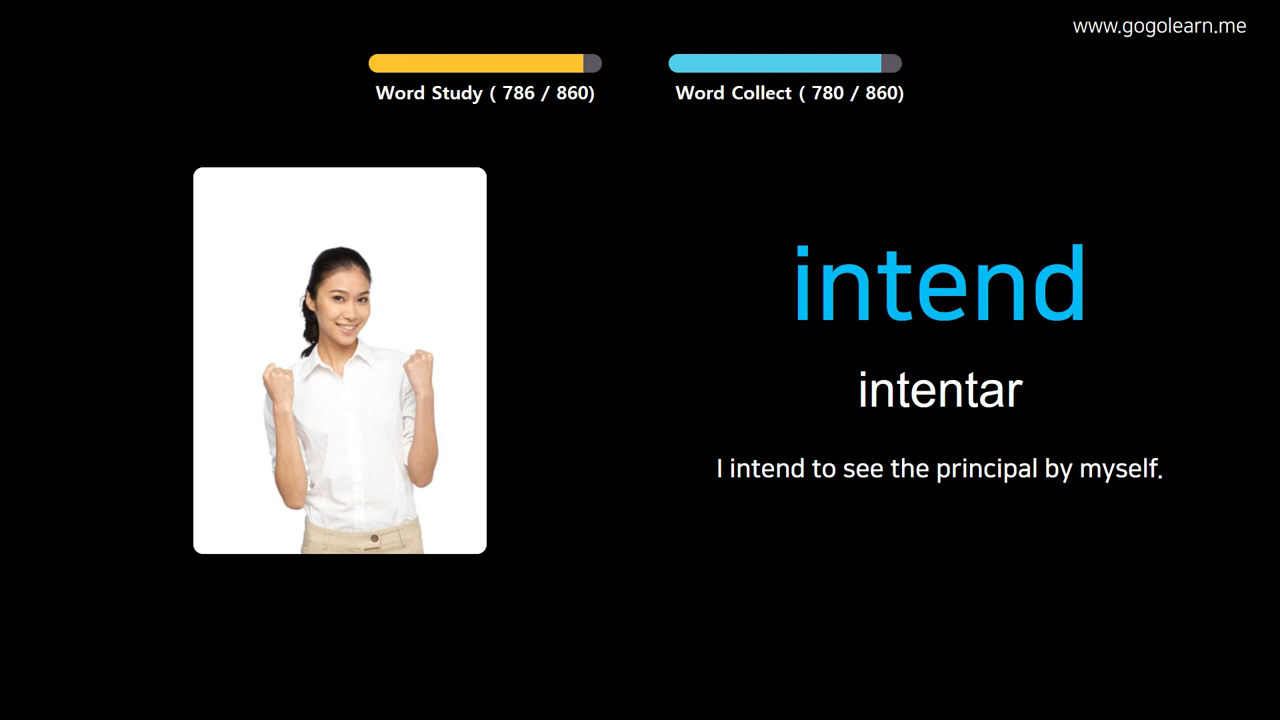 www.gogolearn.me
Word Study ( 786 / 860)
Word Collect ( 780 / 860)
intend
intentar
I intend to see the principal by myself.